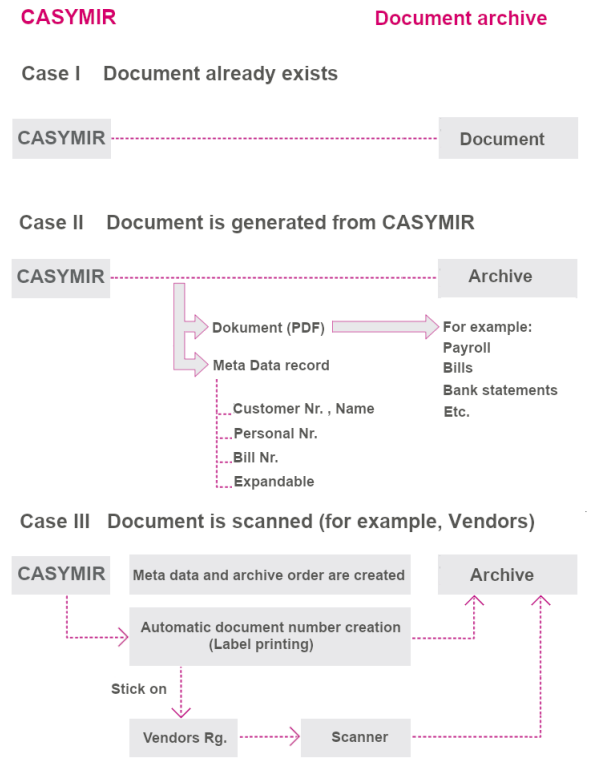 CASYMIR
Document archive
Case I Document already exists
CASYMIR
Document
Case II Document is generated from CASYMIR
CASYMIR
Archive
Dokument (PDF)
For example:
Payroll
Bills
Bank statements
Etc.
Meta Data record
Customer Nr. , Name
Personal Nr.
Bill Nr.
Expandable
Case III Document is scanned (for example, Vendors)
CASYMIR
Meta data and archive order are created
Archive
Automatic document number creation
(Label printing)
Stick on
Vendors Rg.
Scanner